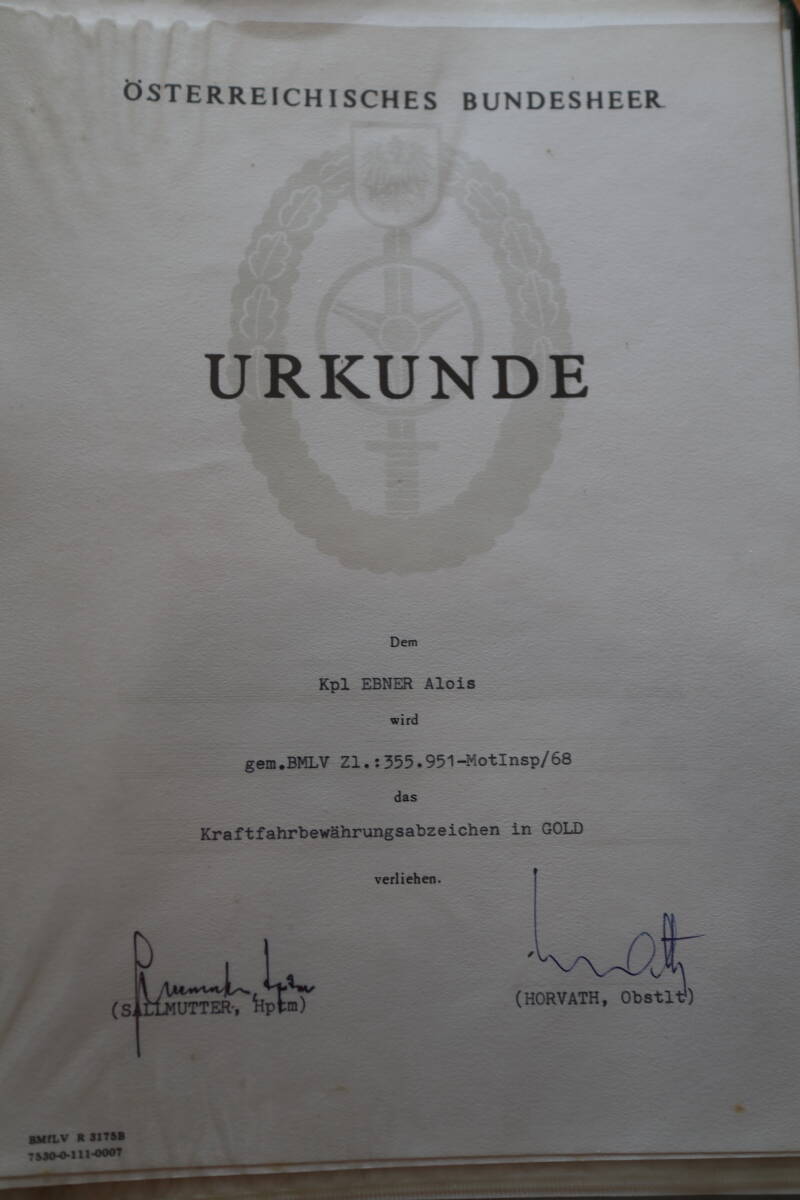 ÖSTERREICHISCHES BUNDESHEER
URKUNDE
Dem
Kpl EBNER Alois
wird
gem.BMLV Zl.:355.951-MotInsp/68
das
Kraftfahrbewährungsabzeichen in GOLD
verliehen.
(SALLMUTTER, Hptm)
(HORVATH, Obstlt)
BMfLV R 3175B
7530-0-111-0007